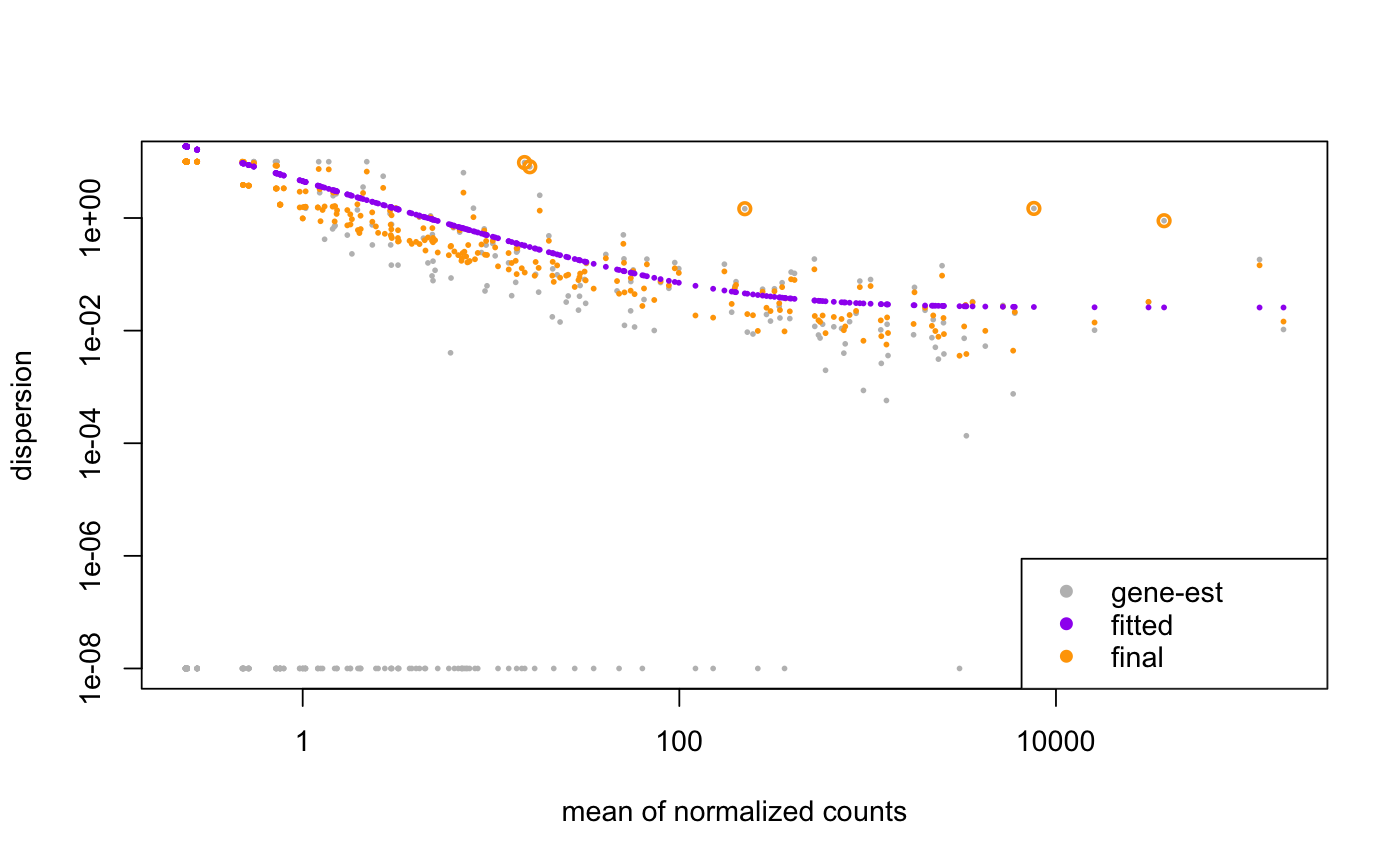 dispersion
1e+00
1e-02
1e-04
1e-06
1e-08
gene-est
fitted
final
1
100
10000
mean of normalized counts